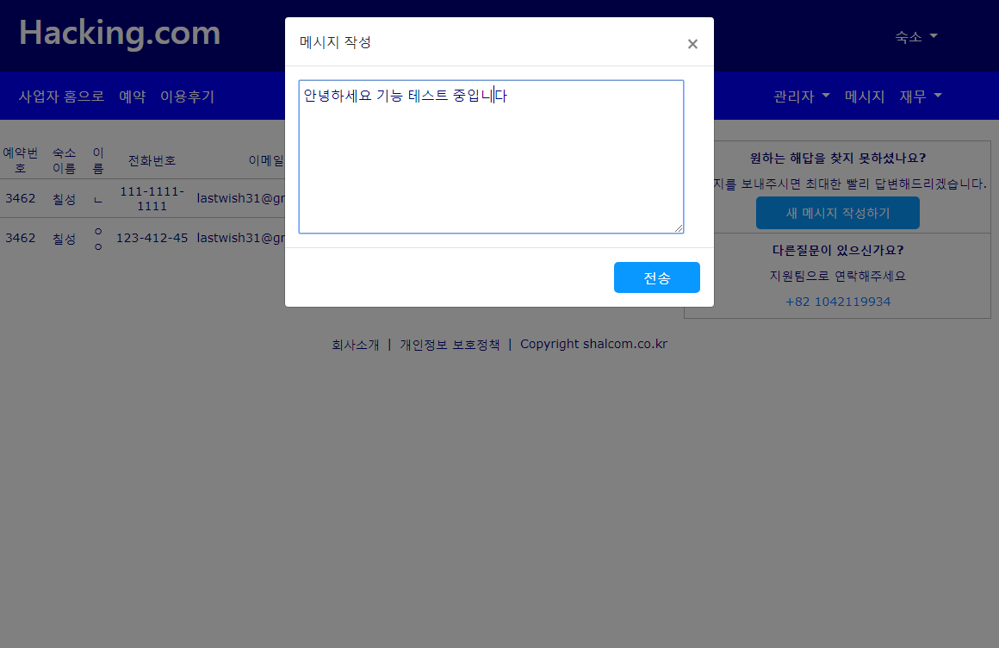 Hacking.com
숙소
사업자 홈으로 예약 이용후기
관리자 메시지 재무
메시지 작성
×
안녕하세요 기능 테스트 중입니다
전송
예약번호 숙소이름 이름 전화번호 이메일
3462 칠성 ㄴ 111-1111-1111 lastwish31@gr
3462 칠성 ㅇㅇ 123-412-45 lastwish31@gr
원하는 해답을 찾지 못하셨나요?
지를 보내주시면 최대한 빨리 답변해드리겠습니다.
새 메시지 작성하기
다른질문이 있으신가요?
지원팀으로 연락해주세요
+82 1042119934
회사소개 | 개인정보 보호정책 | Copyright shalcom.co.kr